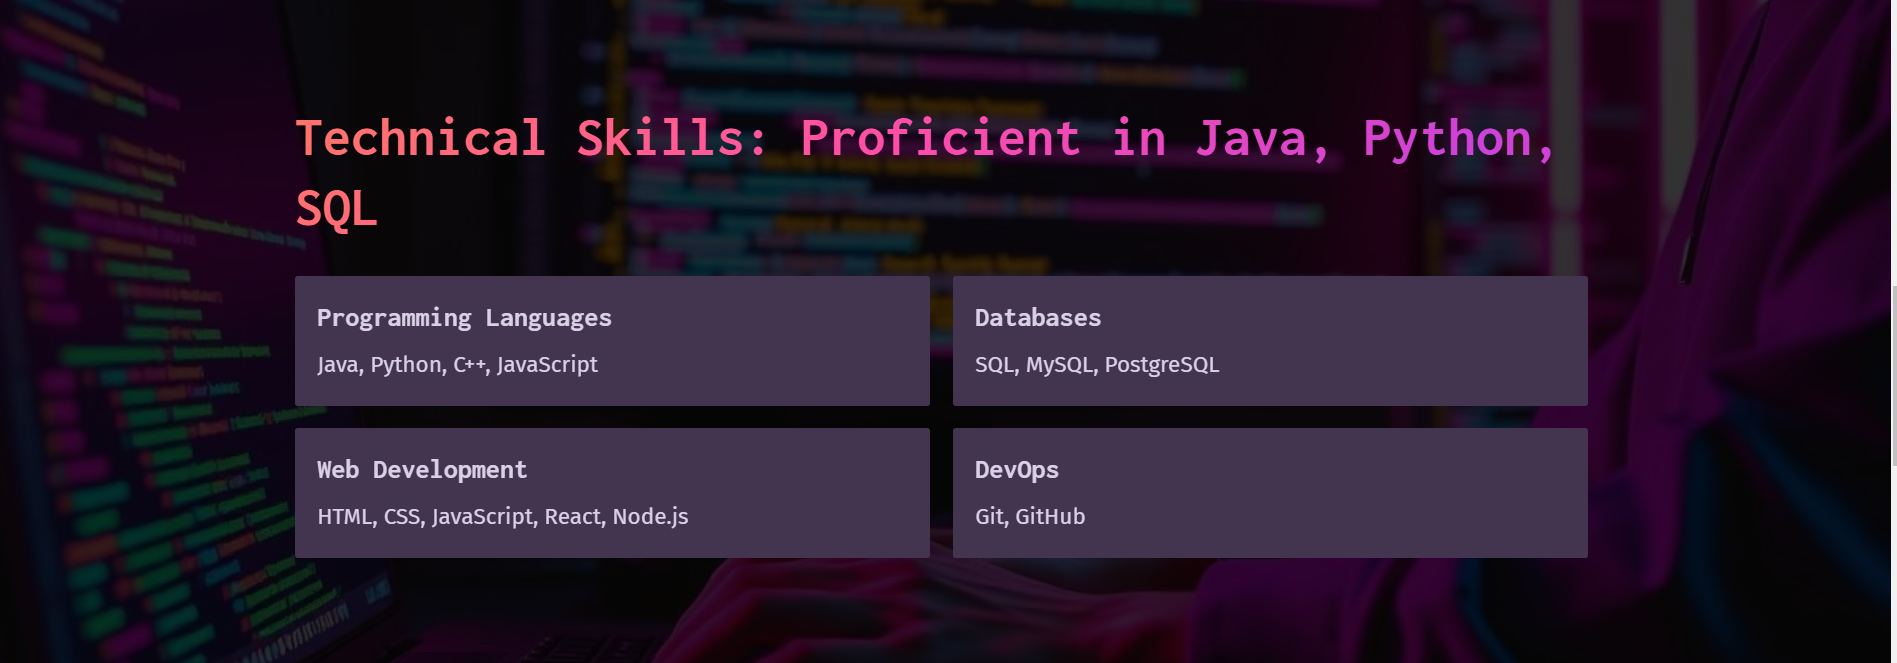 Technical Skills: Proficient in Java, Python,
SQL
Programming Languages
Java, Python, C++, JavaScript
Databases
SQL, MySQL, PostgreSQL
Web Development
HTML, CSS, JavaScript, React, Node.js
DevOps
Git, GitHub